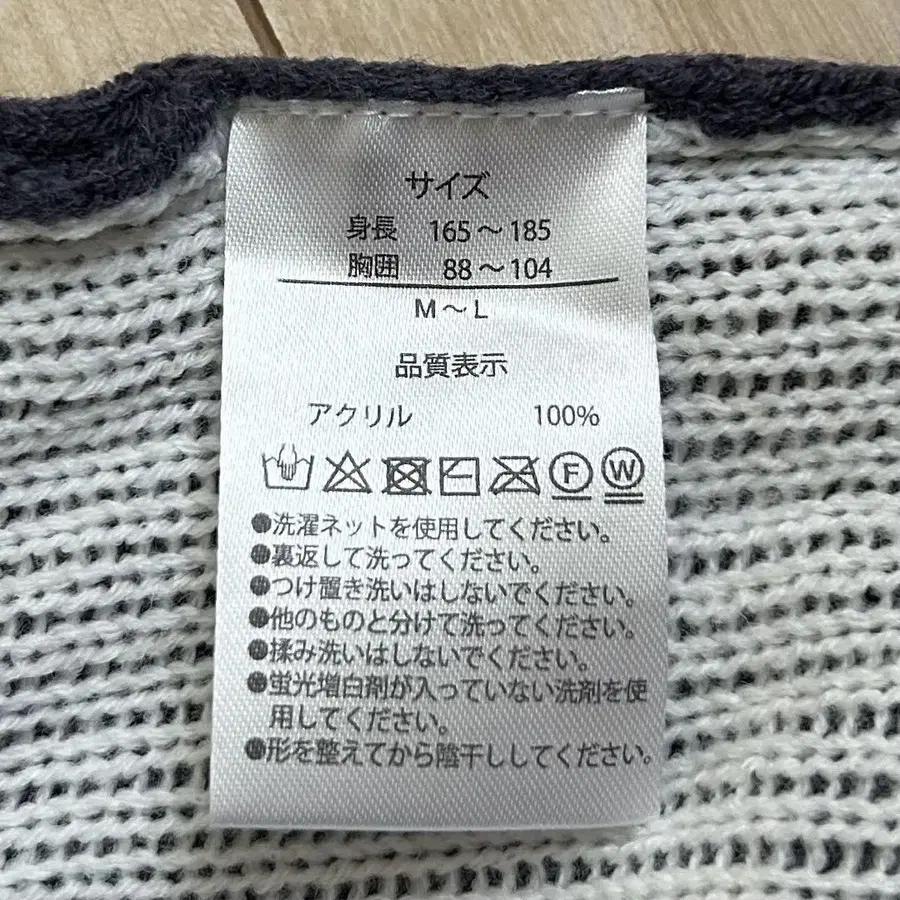 サイズ
身長 165～185
胸囲 88～104
M～L
品質表示
アクリル 100%
F W
●洗濯ネットを使用してください。
●裏返して洗ってください。
●つけ置き洗いはしないでください。
●他のものと分けて洗ってください。
●揉み洗いはしないでください。
●蛍光増白剤が入っていない洗剤を使
用してください。
●形を整えてから陰干ししてください。